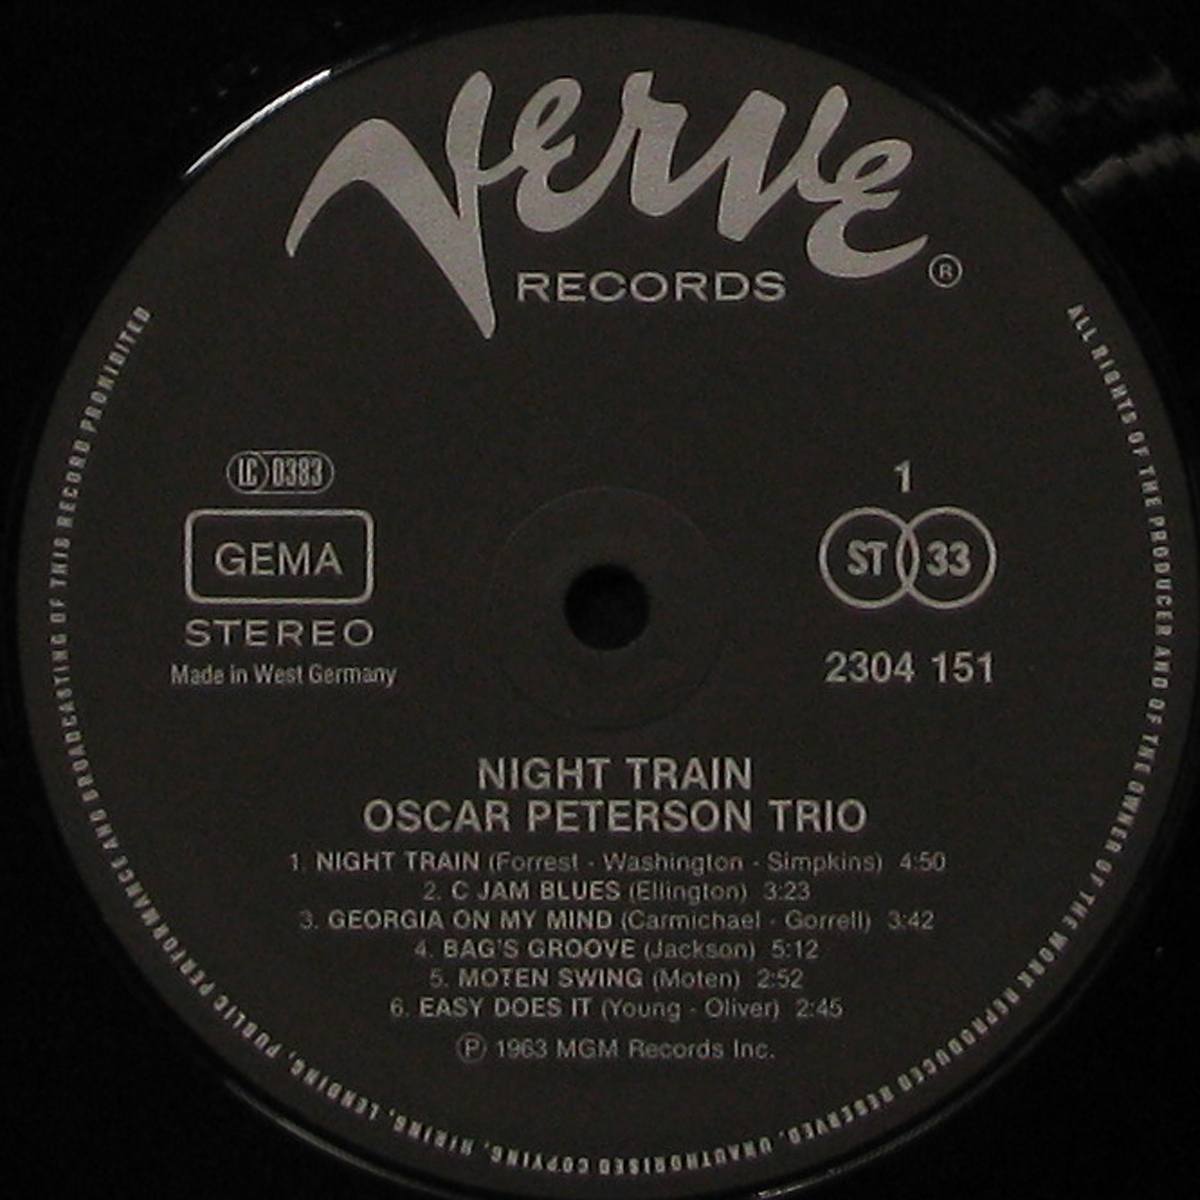 Verve
RECORDS ®
LC 0383
GEMA
STEREO
Made in West Germany
1
ST 33
2304 151
NIGHT TRAIN
OSCAR PETERSON TRIO
1. NIGHT TRAIN (Forrest - Washington - Simpkins) 4:50
2. C JAM BLUES (Ellington) 3:23
3. GEORGIA ON MY MIND (Carmichael - Gorrell) 3:42
4. BAG'S GROOVE (Jackson) 5:12
5. MOTEN SWING (Moten) 2:52
6. EASY DOES IT (Young - Oliver) 2:45
℗ 1963 MGM Records Inc.
ALL RIGHTS OF THE PRODUCER AND OF THE OWNER OF THE WORK REPRODUCED RESERVED. UNAUTHORISED COPYING, HIRING, LENDING, PUBLIC PERFORMANCE AND BROADCASTING OF THIS RECORD PROHIBITED